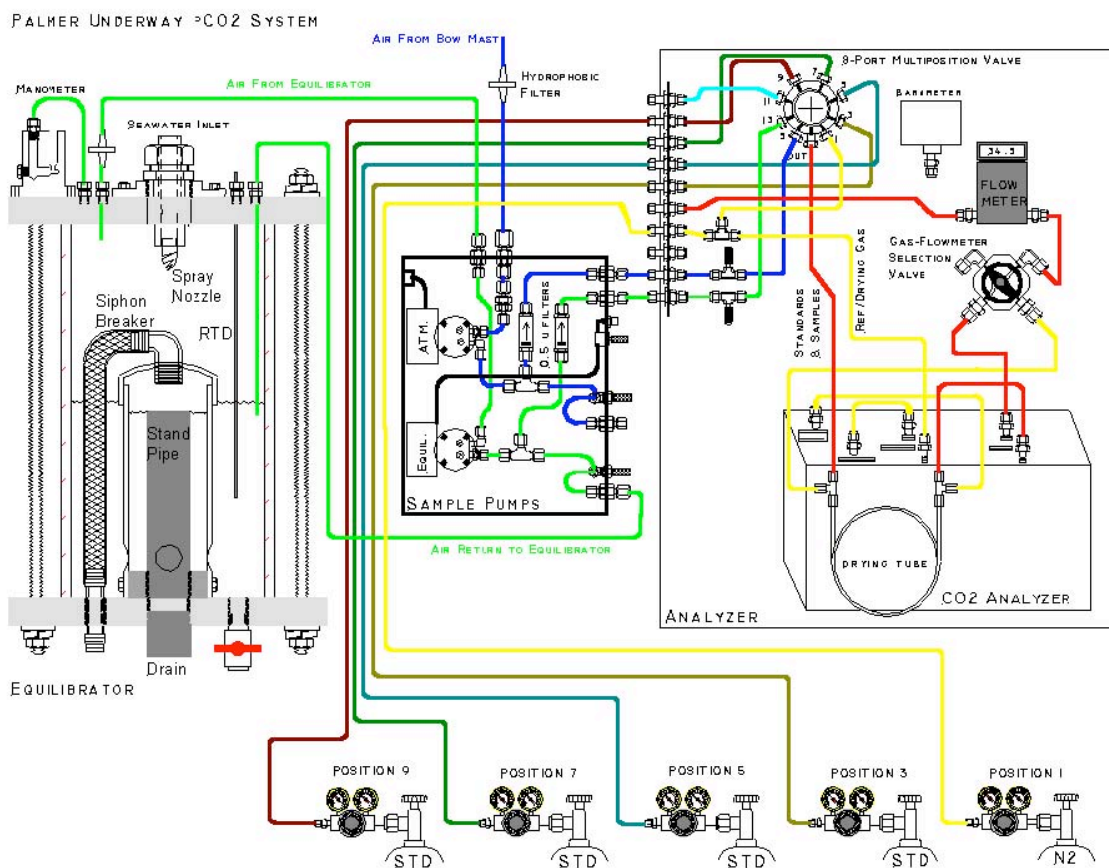 PALMER UNDERWAY PCO2 SYSTEM
AIR FROM BOW MAST
AIR FROM EQUILIBRATOR
HYDROPHOBIC
FILTER
MANOMETER
SEAWATER INLET
9
7
5
3
1
11
13
OUT
8-PORT MULTIPOSITION VALVE
BAROMETER
34.5
FLOW
METER
GAS-FLOWMETER
SELECTION
VALVE
Spray
Nozzle
Siphon
Breaker
RTD
Stand
Pipe
Drain
EQUILIBRATOR
ATM.
EQUIL.
0.5 U FILTERS
SAMPLE PUMPS
AIR RETURN TO EQUILIBRATOR
STANDARDS
& SAMPLES
REF/DRYING GAS
DRYING TUBE
CO2 ANALYZER
ANALYZER
POSITION 9
POSITION 7
POSITION 5
POSITION 3
POSITION 1
STD
STD
STD
STD
N2